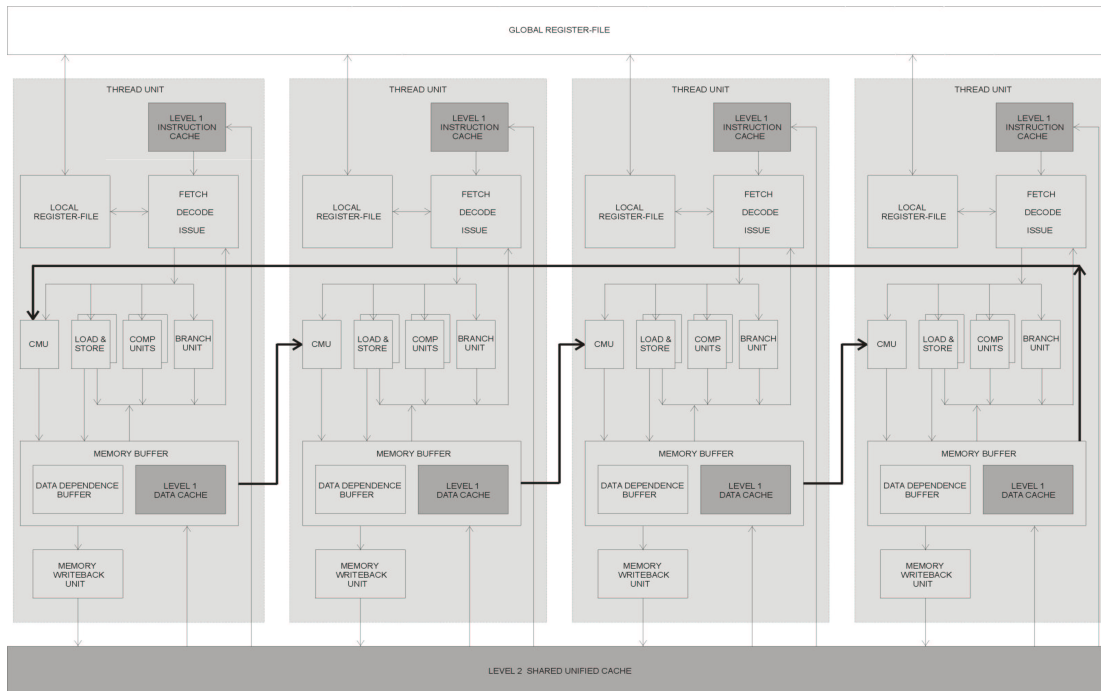 GLOBAL REGISTER-FILE
THREAD UNIT
LEVEL 1
INSTRUCTION
CACHE
LOCAL
REGISTER-FILE
FETCH
DECODE
ISSUE
CMU
LOAD &
STORE
COMP
UNITS
BRANCH
UNIT
MEMORY BUFFER
DATA DEPENDENCE
BUFFER
LEVEL 1
DATA CACHE
MEMORY
WRITEBACK
UNIT
THREAD UNIT
LEVEL 1
INSTRUCTION
CACHE
LOCAL
REGISTER-FILE
FETCH
DECODE
ISSUE
CMU
LOAD &
STORE
COMP
UNITS
BRANCH
UNIT
MEMORY BUFFER
DATA DEPENDENCE
BUFFER
LEVEL 1
DATA CACHE
MEMORY
WRITEBACK
UNIT
THREAD UNIT
LEVEL 1
INSTRUCTION
CACHE
LOCAL
REGISTER-FILE
FETCH
DECODE
ISSUE
CMU
LOAD &
STORE
COMP
UNITS
BRANCH
UNIT
MEMORY BUFFER
DATA DEPENDENCE
BUFFER
LEVEL 1
DATA CACHE
MEMORY
WRITEBACK
UNIT
THREAD UNIT
LEVEL 1
INSTRUCTION
CACHE
LOCAL
REGISTER-FILE
FETCH
DECODE
ISSUE
CMU
LOAD &
STORE
COMP
UNITS
BRANCH
UNIT
MEMORY BUFFER
DATA DEPENDENCE
BUFFER
LEVEL 1
DATA CACHE
MEMORY
WRITEBACK
UNIT
LEVEL 2 SHARED UNIFIED CACHE